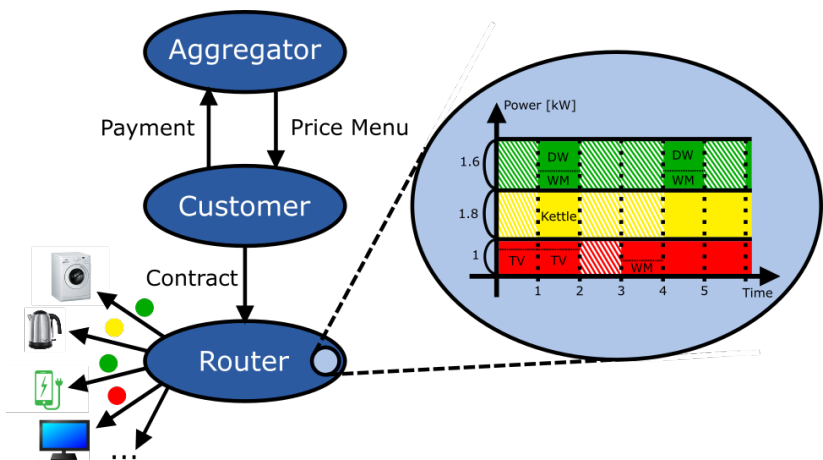 Aggregator
Payment
Price Menu
Customer
Contract
Router
...
Power [kW]
1.6
DW
DW
WM
WM
1.8
Kettle
1
TV
TV
WM
1
2
3
4
5
Time